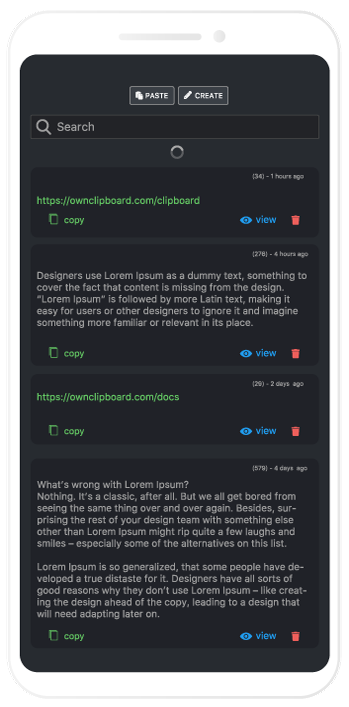 PASTE CREATE
Search
(34) - 1 hours ago
https://ownclipboard.com/clipboard
copy view
(276) - 4 hours ago
Designers use Lorem Ipsum as a dummy text, something to
cover the fact that content is missing from the design.
"Lorem Ipsum" is followed by more Latin text, making it
easy for users or other designers to ignore it and imagine
something more familiar or relevant in its place.
copy view
(29) - 2 days ago
https://ownclipboard.com/docs
copy view
(579) - 4 days ago
What's wrong with Lorem Ipsum?
Nothing. It's a classic, after all. But we all get bored from
seeing the same thing over and over again. Besides, sur-
prising the rest of your design team with something else
other than Lorem Ipsum might rip quite a few laughs and
smiles – especially some of the alternatives on this list.
Lorem Ipsum is so generalized, that some people have de-
veloped a true distaste for it. Designers have all sorts of
good reasons why they don't use Lorem Ipsum – like creat-
ing the design ahead of the copy, leading to a design that
will need adapting later on.
copy view